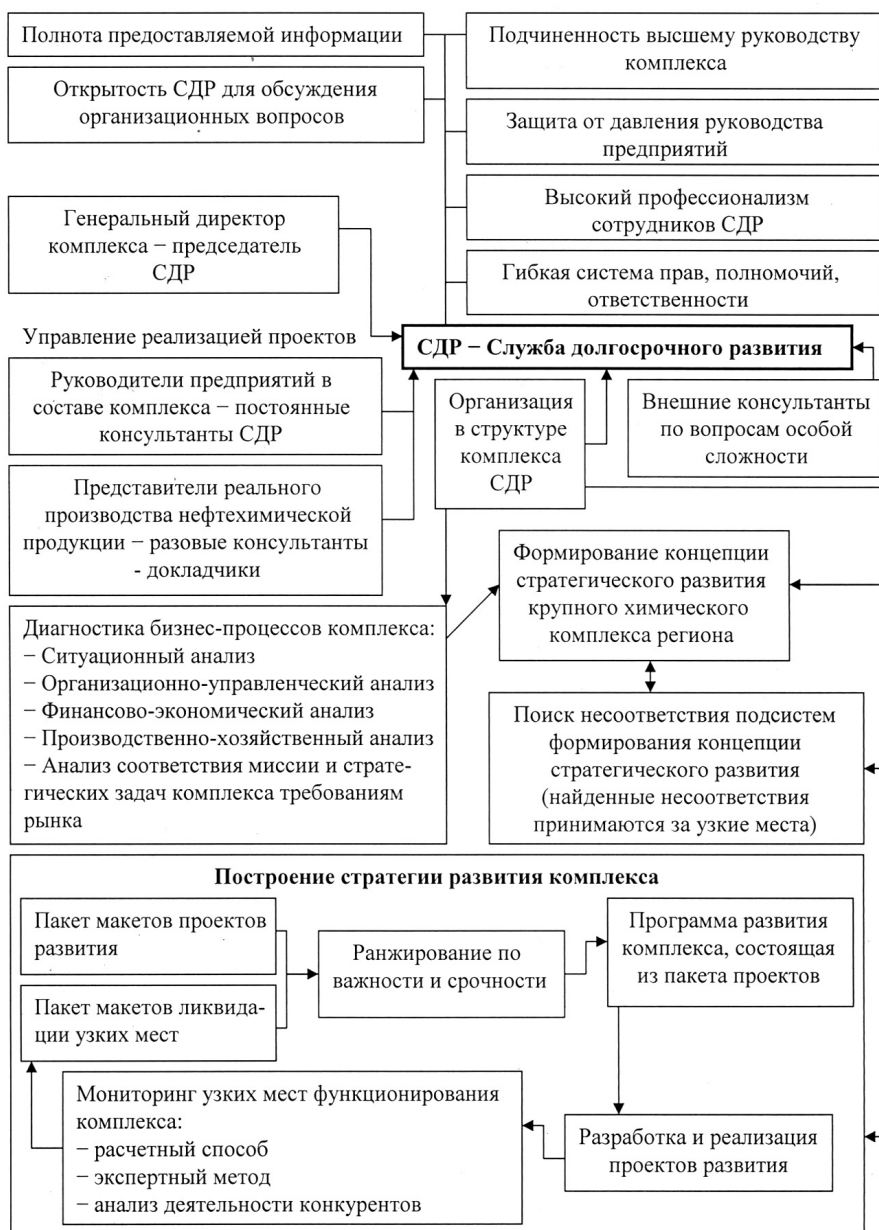 Полнота предоставляемой информации
Подчиненность высшему руководству
комплекса
Открытость СДР для обсуждения
организационных вопросов
Защита от давления руководства
предприятий
Высокий профессионализм
сотрудников СДР
Генеральный директор
комплекса − председатель
СДР
Гибкая система прав, полномочий,
ответственности
Управление реализацией проектов
СДР − Служба долгосрочного развития
Руководители предприятий в
составе комплекса − постоянные
консультанты СДР
Организация
в структуре
комплекса
СДР
Внешние консультанты
по вопросам особой
сложности
Представители реального
производства нефтехимической
продукции − разовые консультанты
- докладчики
Формирование концепции
стратегического развития
крупного химического
комплекса региона
Диагностика бизнес-процессов комплекса:
− Ситуационный анализ
− Организационно-управленческий анализ
− Финансово-экономический анализ
− Производственно-хозяйственный анализ
− Анализ соответствия миссии и страте-
гических задач комплекса требованиям
рынка
Поиск несоответствия подсистем
формирования концепции
стратегического развития
(найденные несоответствия
принимаются за узкие места)
Построение стратегии развития комплекса
Пакет макетов проектов
развития
Ранжирование по
важности и срочности
Программа развития
комплекса, состоящая
из пакета проектов
Пакет макетов ликвида-
ции узких мест
Мониторинг узких мест функционирования
комплекса:
− расчетный способ
− экспертный метод
− анализ деятельности конкурентов
Разработка и реализация
проектов развития